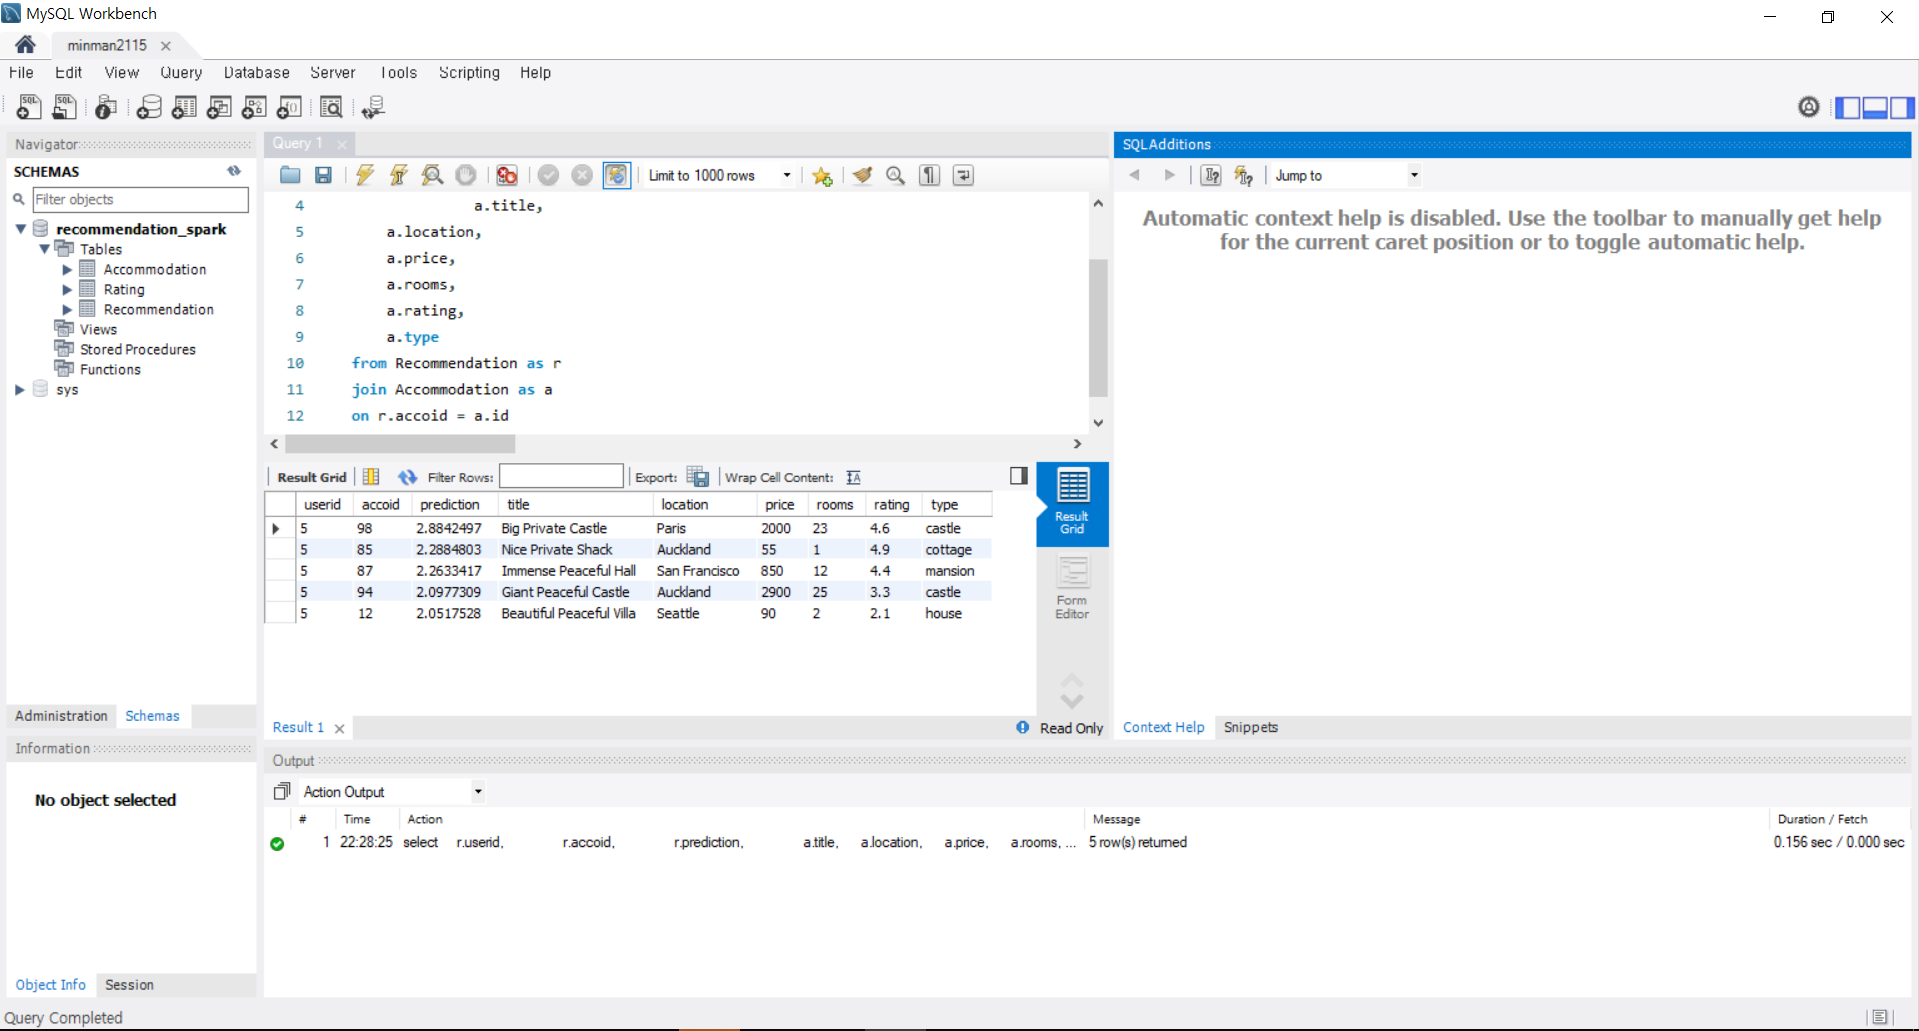 MySQL Workbench
minman2115
File Edit View Query Database Server Tools Scripting Help
Navigator
SCHEMAS
Filter objects
recommendation_spark
Tables
Accommodation
Rating
Recommendation
Views
Stored Procedures
Functions
sys
Administration Schemas
Information
No object selected
Object Info Session
Query 1
Limit to 1000 rows
4 a.title,
5 a.location,
6 a.price,
7 a.rooms,
8 a.rating,
9 a.type
10 from Recommendation as r
11 join Accommodation as a
12 on r.accoid = a.id
Result Grid Filter Rows: Export: Wrap Cell Content:
userid accoid prediction title location price rooms rating type
5 98 2.8842497 Big Private Castle Paris 2000 23 4.6 castle
5 85 2.2884803 Nice Private Shack Auckland 55 1 4.9 cottage
5 87 2.2633417 Immense Peaceful Hall San Francisco 850 12 4.4 mansion
5 94 2.0977309 Giant Peaceful Castle Auckland 2900 25 3.3 castle
5 12 2.0517528 Beautiful Peaceful Villa Seattle 90 2 2.1 house
Result
Grid
Form
Editor
Result 1 Read Only
SQLAdditions
Jump to
Automatic context help is disabled. Use the toolbar to manually get help
for the current caret position or to toggle automatic help.
Context Help Snippets
Output
Action Output
# Time Action Message Duration / Fetch
1 22:28:25 select r.userid, r.accoid, r.prediction, a.title, a.location, a.price, a.rooms, ... 5 row(s) returned 0.156 sec / 0.000 sec
Query Completed